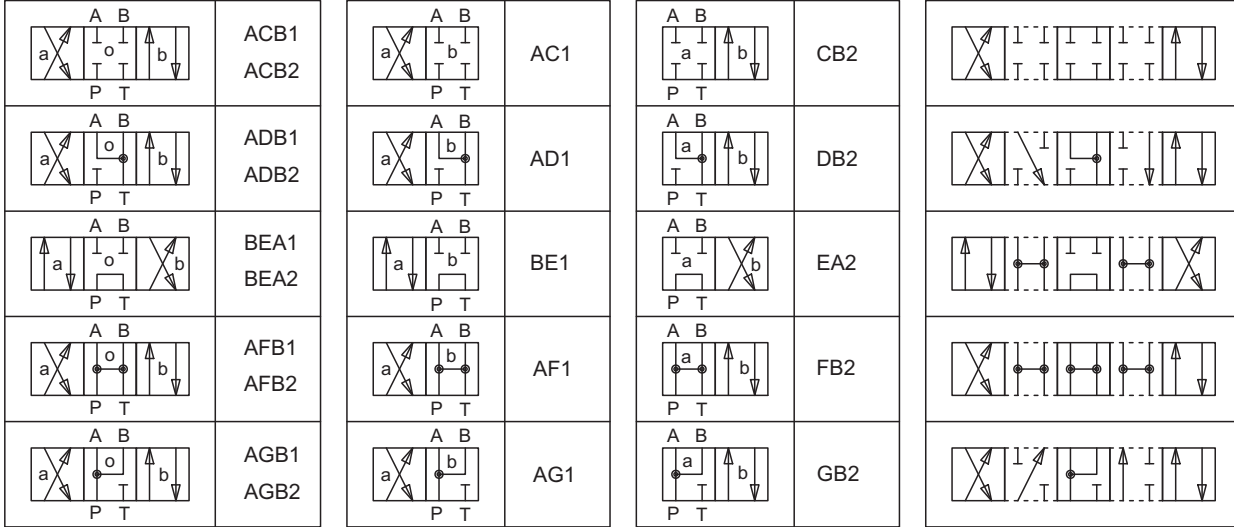 A B
a o b
P T
ACB1
ACB2
A B
a b
P T
AC1
A B
a b
P T
CB2
A B
a o b
P T
ADB1
ADB2
A B
a b
P T
AD1
A B
a b
P T
DB2
A B
a o b
P T
BEA1
BEA2
A B
a b
P T
BE1
A B
a b
P T
EA2
A B
a o b
P T
AFB1
AFB2
A B
a b
P T
AF1
A B
a b
P T
FB2
A B
a o b
P T
AGB1
AGB2
A B
a b
P T
AG1
A B
a b
P T
GB2